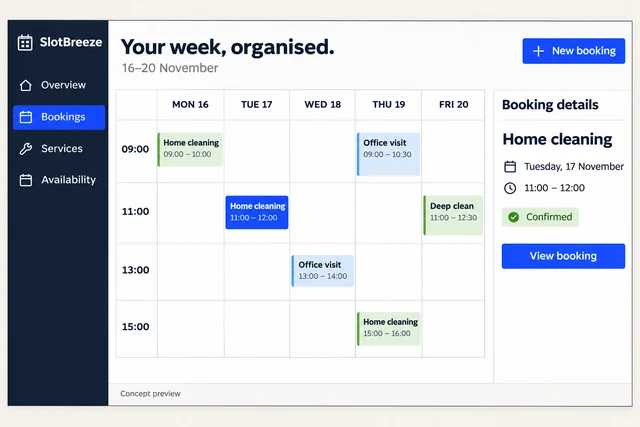 SlotBreeze
Overview
Bookings
Services
Availability
Your week, organised.
16–20 November
New booking
MON 16
TUE 17
WED 18
THU 19
FRI 20
09:00
Home cleaning
09:00 – 10:00
Office visit
09:00 – 10:30
11:00
Home cleaning
11:00 – 12:00
Deep clean
11:00 – 12:30
13:00
Office visit
13:00 – 14:00
15:00
Home cleaning
15:00 – 16:00
Booking details
Home cleaning
Tuesday, 17 November
11:00 – 12:00
Confirmed
View booking
Concept preview